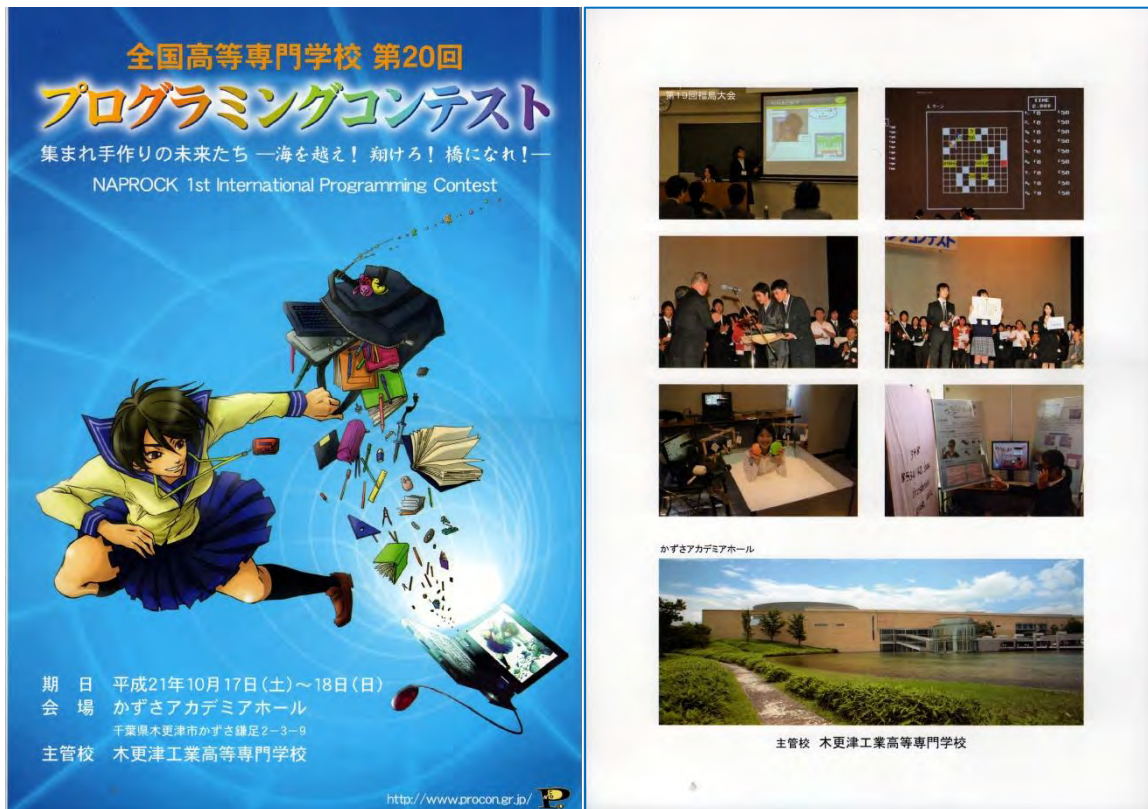 全国高等専門学校 第20回
プログラミングコンテスト
集まれ手作りの未来たち ―海を越え! 翔けろ! 橋になれ!―
NAPROCK 1st International Programming Contest
期 日 平成21年10月17日(土)~18日(日)
会 場 かずさアカデミアホール
千葉県木更津市かずさ鎌足2-3-9
主管校 木更津工業高等専門学校
http://www.procon.gr.jp/
第19回福島大会
TIME
かずさアカデミアホール
主管校 木更津工業高等専門学校